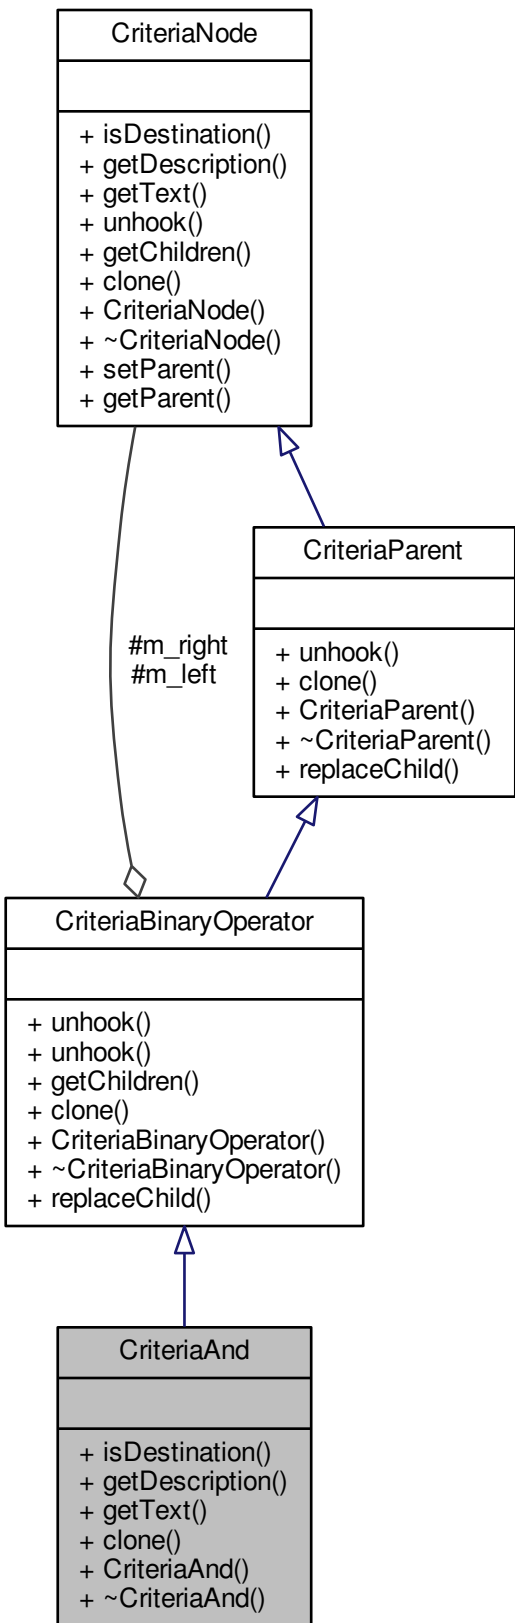 CriteriaNode
+ isDestination()
+ getDescription()
+ getText()
+ unhook()
+ getChildren()
+ clone()
+ CriteriaNode()
+ ~CriteriaNode()
+ setParent()
+ getParent()
CriteriaParent
+ unhook()
+ clone()
+ CriteriaParent()
+ ~CriteriaParent()
+ replaceChild()
#m_right
#m_left
CriteriaBinaryOperator
+ unhook()
+ unhook()
+ getChildren()
+ clone()
+ CriteriaBinaryOperator()
+ ~CriteriaBinaryOperator()
+ replaceChild()
CriteriaAnd
+ isDestination()
+ getDescription()
+ getText()
+ clone()
+ CriteriaAnd()
+ ~CriteriaAnd()